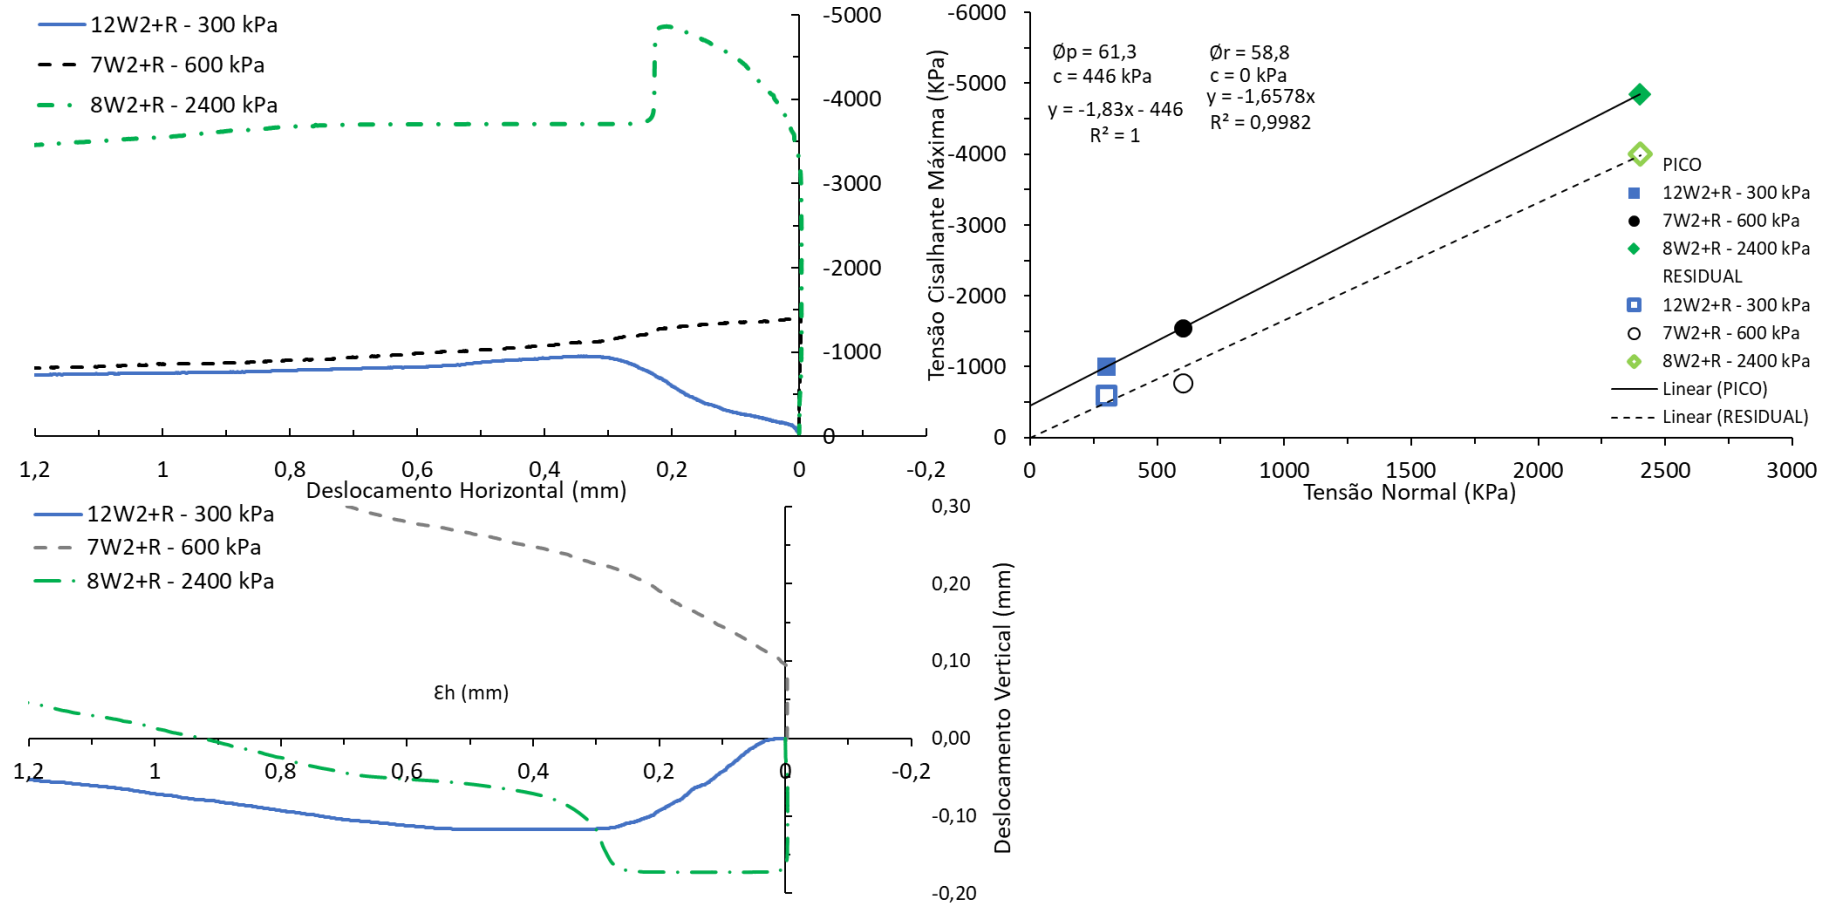 12W2+R - 300 kPa
7W2+R - 600 kPa
8W2+R - 2400 kPa
-5000
-4000
-3000
-2000
-1000
0
1,2
1
0,8
0,6
0,4
0,2
0
-0,2
Deslocamento Horizontal (mm)
Tensão Cisalhante Máxima (KPa)
-6000
-5000
-4000
-3000
-2000
-1000
0
Øp = 61,3
c = 446 kPa
y = -1,83x - 446
R² = 1
Ør = 58,8
c = 0 kPa
y = -1,6578x
R² = 0,9982
PICO
12W2+R - 300 kPa
7W2+R - 600 kPa
8W2+R - 2400 kPa
RESIDUAL
12W2+R - 300 kPa
7W2+R - 600 kPa
8W2+R - 2400 kPa
Linear (PICO)
Linear (RESIDUAL)
0
500
1000
1500
2000
2500
3000
Tensão Normal (KPa)
12W2+R - 300 kPa
7W2+R - 600 kPa
8W2+R - 2400 kPa
0,30
0,20
0,10
0,00
-0,10
-0,20
Ɛh (mm)
1,2
1
0,8
0,6
0,4
0,2
0
-0,2
Deslocamento Vertical (mm)